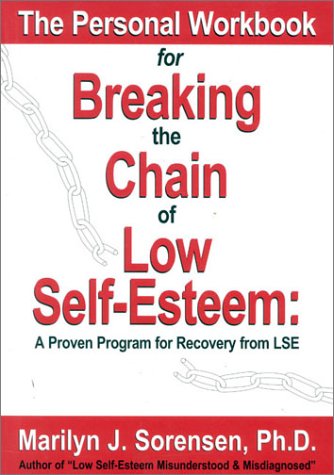 The Personal Workbook
for
Breaking
the
Chain
of
Low
Self-Esteem:
A Proven Program for Recovery from LSE
Marilyn J. Sorensen, Ph.D.
Author of "Low Self-Esteem Misunderstood & Misdiagnosed"